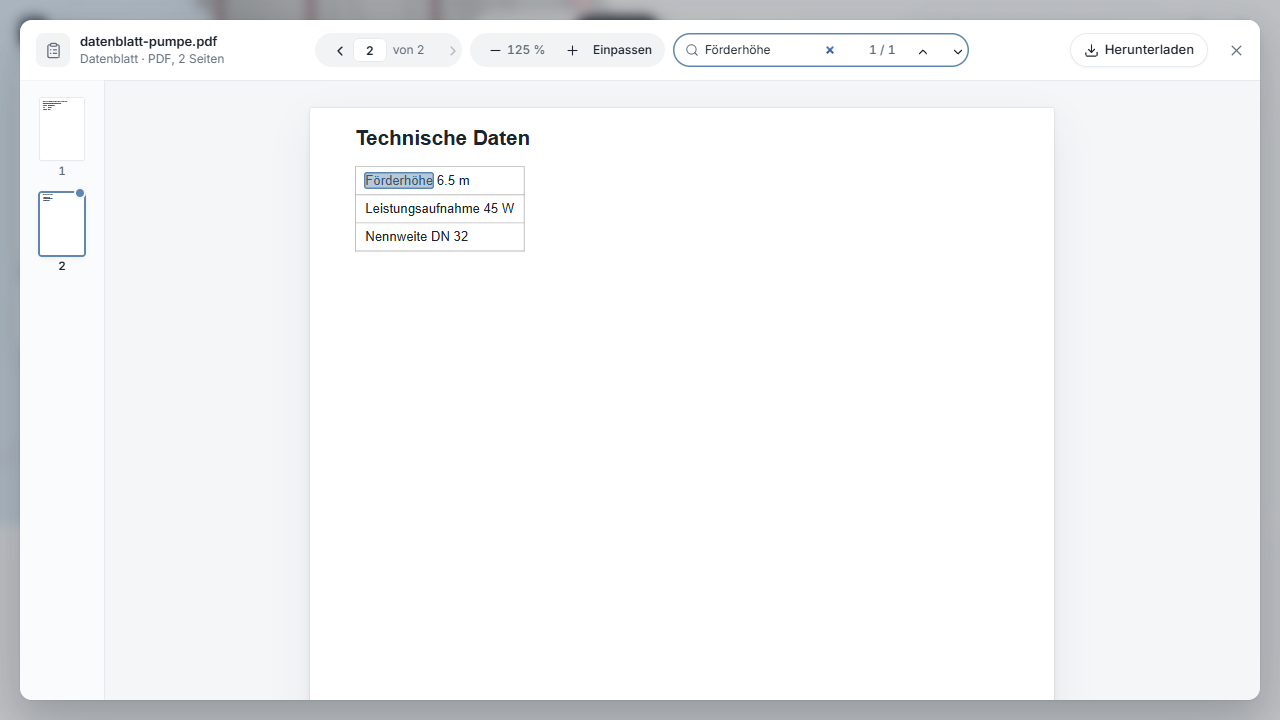 datenblatt-pumpe.pdf
Datenblatt · PDF, 2 Seiten
2 von 2
125 %
Einpassen
Förderhöhe
1 / 1
Herunterladen
1
2
Technische Daten
Förderhöhe 6.5 m
Leistungsaufnahme 45 W
Nennweite DN 32